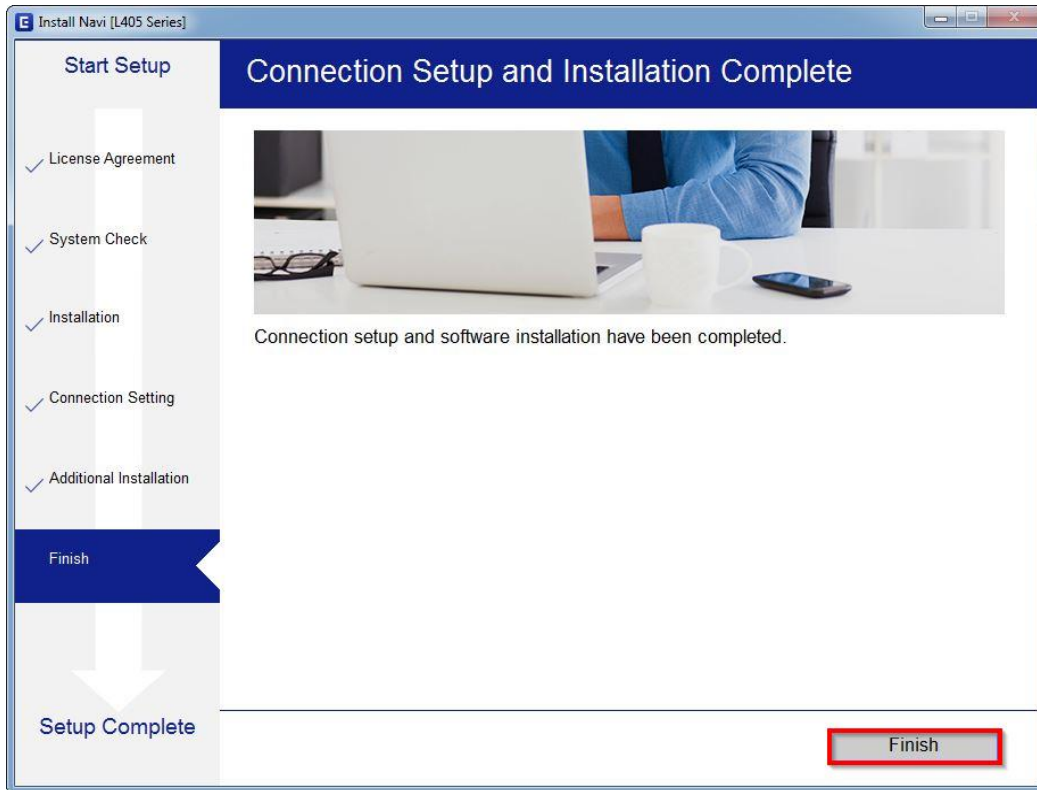 Install Navi [L405 Series]
Start Setup
License Agreement
System Check
Installation
Connection Setting
Additional Installation
Finish
Setup Complete
Connection Setup and Installation Complete
Connection setup and software installation have been completed.
Finish